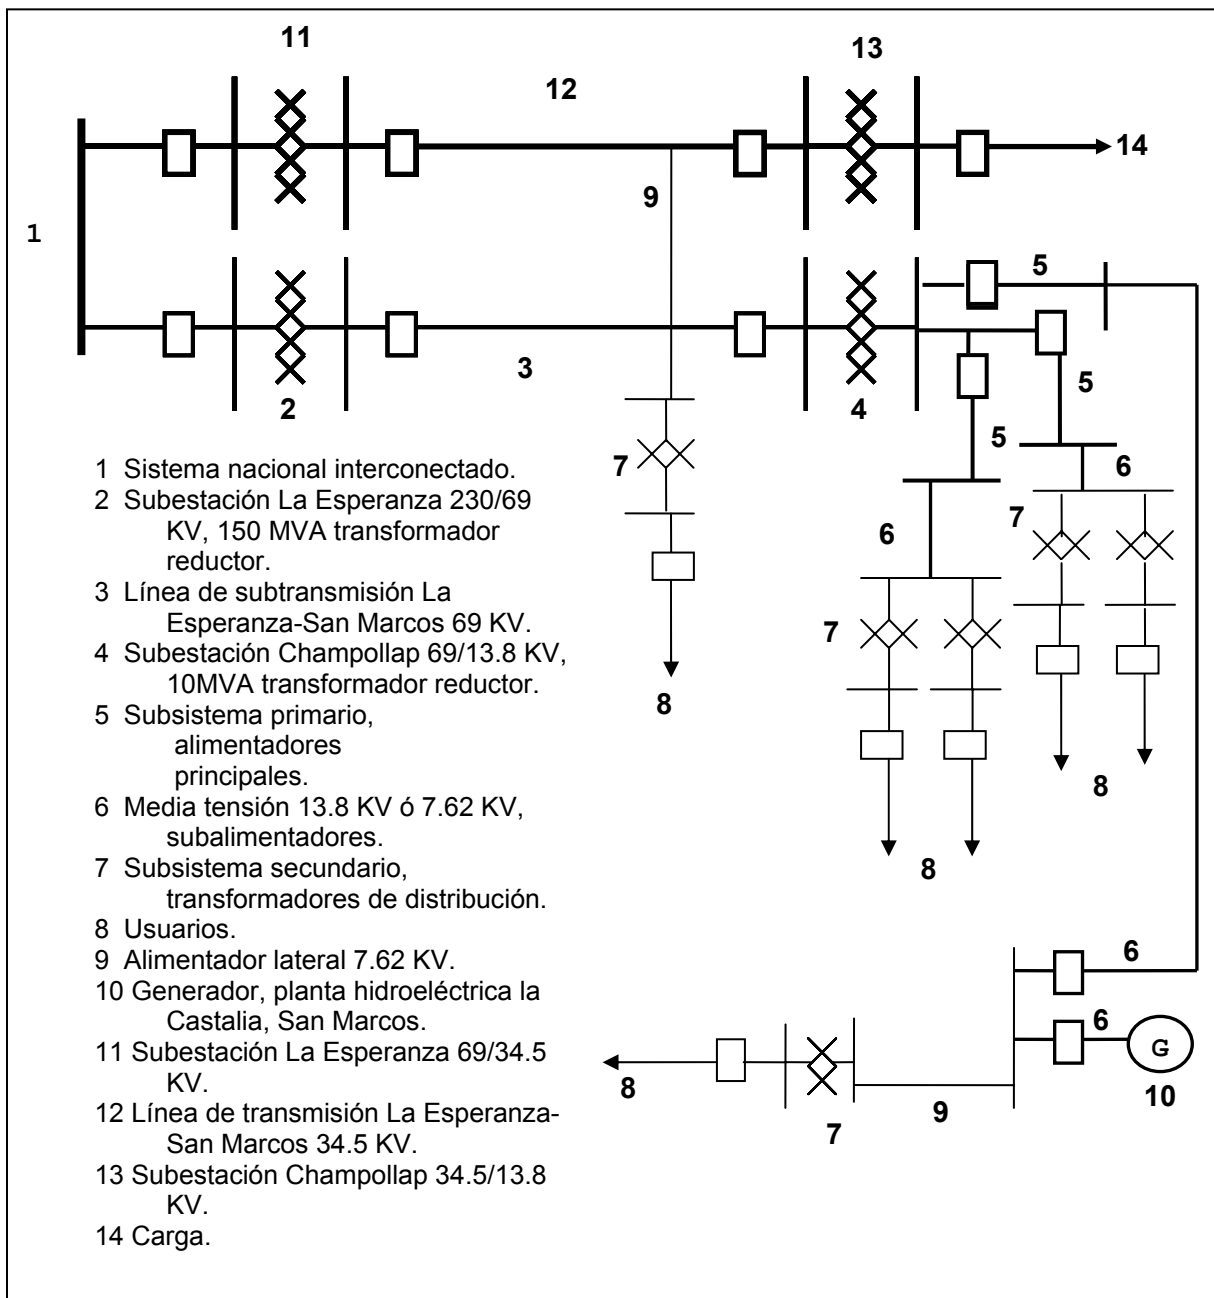 11
13
12
14
9
1
5
3
2
4
5
5
6
7
7
6
7
8
8
8
1 Sistema nacional interconectado.
2 Subestación La Esperanza 230/69
KV, 150 MVA transformador
reductor.
3 Línea de subtransmisión La
Esperanza-San Marcos 69 KV.
4 Subestación Champollap 69/13.8 KV,
10MVA transformador reductor.
5 Subsistema primario,
alimentadores
principales.
6 Media tensión 13.8 KV ó 7.62 KV,
subalimentadores.
7 Subsistema secundario,
transformadores de distribución.
8 Usuarios.
9 Alimentador lateral 7.62 KV.
10 Generador, planta hidroeléctrica la
Castalia, San Marcos.
11 Subestación La Esperanza 69/34.5
KV.
12 Línea de transmisión La Esperanza-
San Marcos 34.5 KV.
13 Subestación Champollap 34.5/13.8
KV.
14 Carga.
6
6
G
10
8
9
7